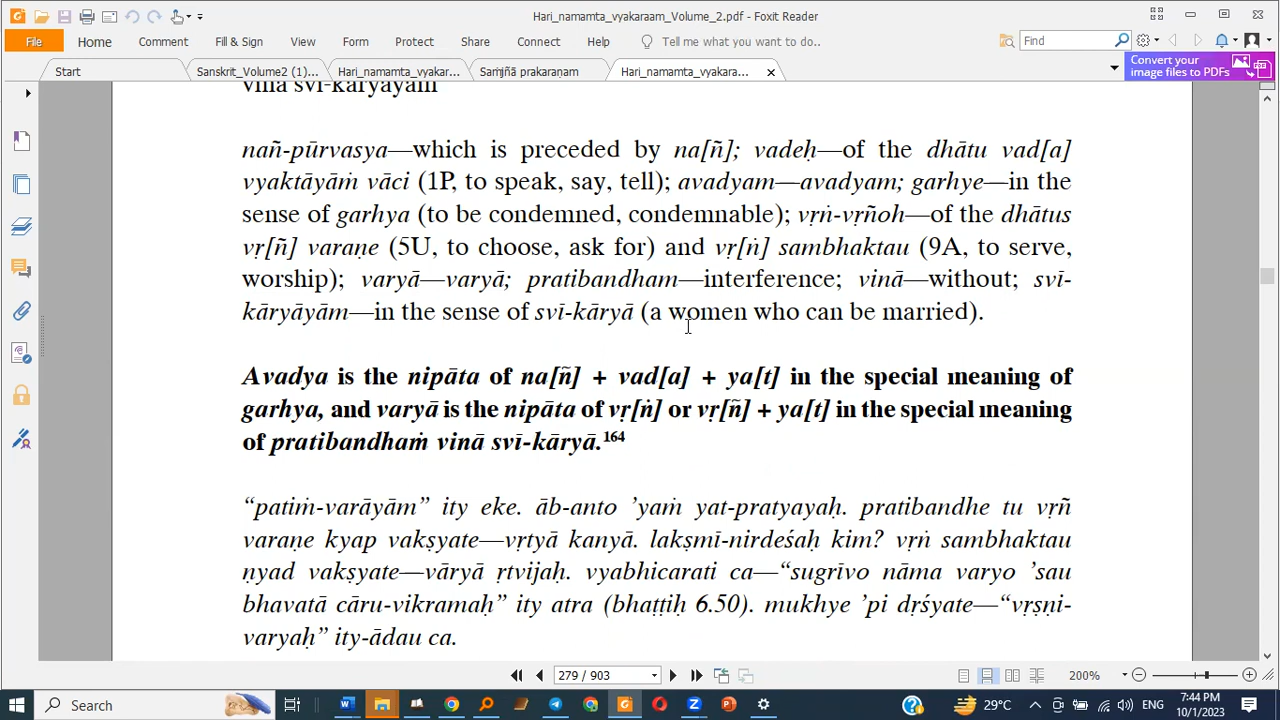 Hari_namamta_vyakaraam_Volume_2.pdf - Foxit Reader
File Home Comment Fill & Sign View Form Protect Share Connect Help Tell me what you want to do.. Find
Start Sanskrit_Volume2 (1)... Hari_namamta_vyakar... Saṁjñā prakaraṇam Hari_namamta_vyakara...
Convert your
image files to PDFs
vinā svī-kāryāyām
nañ-pūrvasya—which is preceded by na[ñ]; vadeḥ—of the dhātu vad[a]
vyaktāyāṁ vāci (1P, to speak, say, tell); avadyam—avadyam; garhye—in the
sense of garhya (to be condemned, condemnable); vṛṅ-vṛñoh—of the dhātus
vṛ[ñ] varaṇe (5U, to choose, ask for) and vṛ[ṅ] sambhaktau (9A, to serve,
worship); varyā—varyā; pratibandham—interference; vinā—without; svī-
kāryāyām—in the sense of svī-kāryā (a women who can be married).
Avadya is the nipāta of na[ñ] + vad[a] + ya[t] in the special meaning of
garhya, and varyā is the nipāta of vṛ[ṅ] or vṛ[ñ] + ya[t] in the special meaning
of pratibandhaṁ vinā svī-kāryā.164
“patiṁ-varāyām” ity eke. āb-anto ’yaṁ yat-pratyayaḥ. pratibandhe tu vṛñ
varaṇe kyap vakṣyate—vṛtyā kanyā. lakṣmī-nirdeśaḥ kim? vṛṅ sambhaktau
ṇyad vakṣyate—vāryā ṛtvijaḥ. vyabhicarati ca—“sugrīvo nāma varyo ’sau
bhavatā cāru-vikramaḥ” ity atra (bhaṭṭiḥ 6.50). mukhye ’pi dṛśyate—“vṛṣṇi-
varyaḥ” ity-ādau ca.
279 / 903 200%
Search 29°C 7:44 PM
10/1/2023